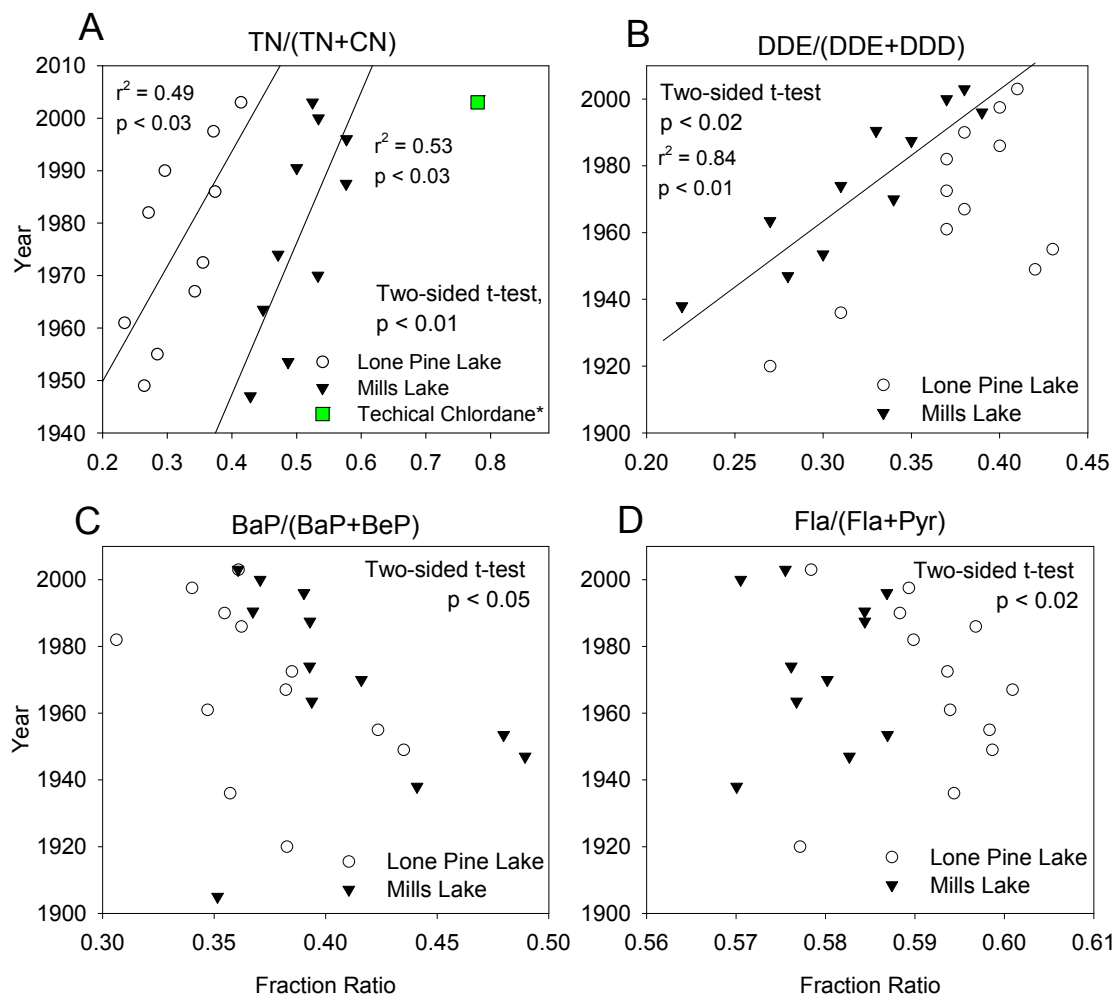 A
TN/(TN+CN)
2010
2000
1990
1980
1970
1960
1950
1940
Year
r² = 0.49
p < 0.03
r² = 0.53
p < 0.03
Two-sided t-test,
p < 0.01
Lone Pine Lake
Mills Lake
Techical Chlordane*
0.2 0.3 0.4 0.5 0.6 0.7 0.8
B
DDE/(DDE+DDD)
2000
1980
1960
1940
1920
1900
Two-sided t-test
p < 0.02
r² = 0.84
p < 0.01
Lone Pine Lake
Mills Lake
0.20 0.25 0.30 0.35 0.40 0.45
C
BaP/(BaP+BeP)
2000
1980
1960
1940
1920
1900
Year
Two-sided t-test
p < 0.05
Lone Pine Lake
Mills Lake
0.30 0.35 0.40 0.45 0.50
Fraction Ratio
D
Fla/(Fla+Pyr)
2000
1980
1960
1940
1920
1900
Two-sided t-test
p < 0.02
Lone Pine Lake
Mills Lake
0.56 0.57 0.58 0.59 0.60 0.61
Fraction Ratio